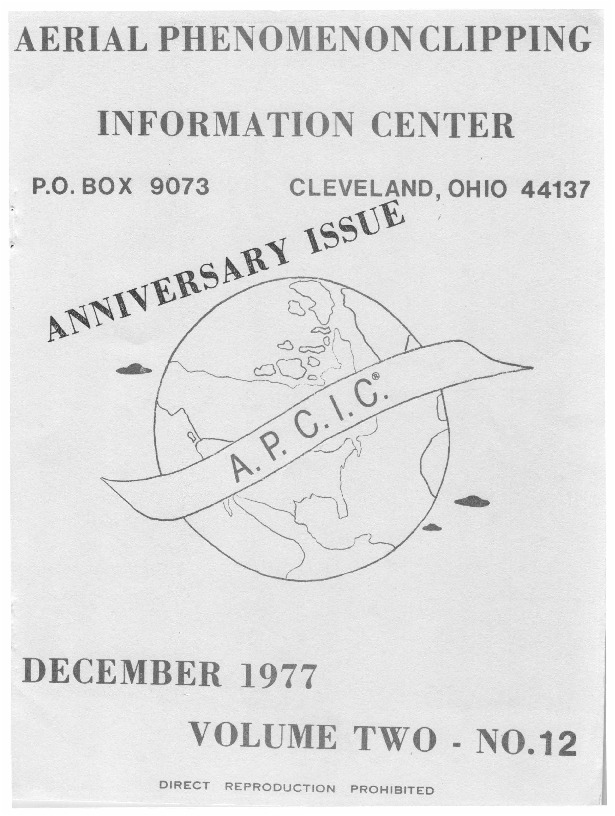 AERIAL PHENOMENON CLIPPING
INFORMATION CENTER
P.O. BOX 9073 CLEVELAND, OHIO 44137
ANNIVERSARY ISSUE
A.P.C.I.C.®
DECEMBER 1977
VOLUME TWO - NO.12
DIRECT REPRODUCTION PROHIBITED